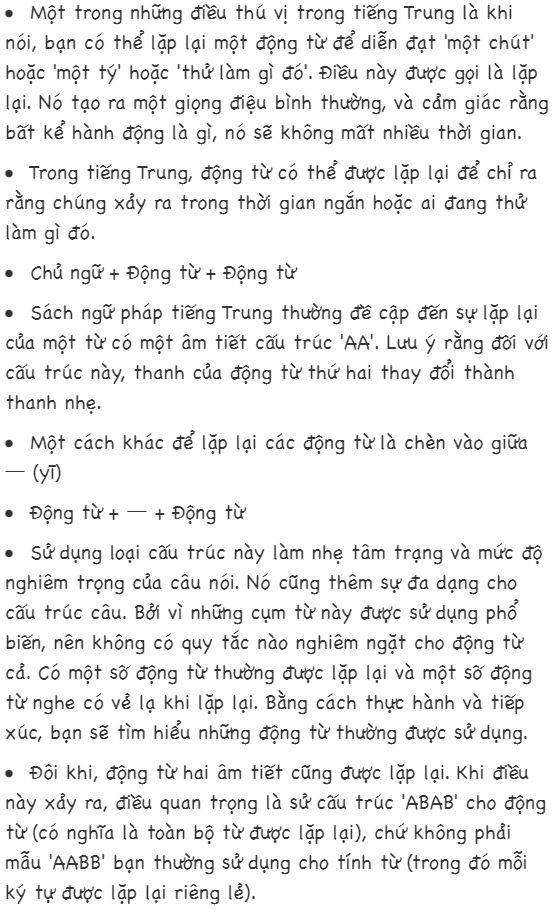 • Một trong những điều thú vị trong tiếng Trung là khi
nói, bạn có thể lặp lại một động từ để diễn đạt 'một chút'
hoặc 'một tý' hoặc 'thử làm gì đó'. Điều này được gọi là lặp
lại. Nó tạo ra một giọng điệu bình thường, và cảm giác rằng
bất kể hành động là gì, nó sẽ không mất nhiều thời gian.
• Trong tiếng Trung, động từ có thể được lặp lại để chỉ ra
rằng chúng xảy ra trong thời gian ngắn hoặc ai đang thử
làm gì đó.
• Chủ ngữ + Động từ + Động từ
• Sách ngữ pháp tiếng Trung thường đề cập đến sự lặp lại
của một từ có một âm tiết cấu trúc 'AA'. Lưu ý rằng đối với
cấu trúc này, thanh của động từ thứ hai thay đổi thành
thanh nhẹ.
• Một cách khác để lặp lại các động từ là chèn vào giữa
一 (yī)
• Động từ + 一 + Động từ
• Sử dụng loại cấu trúc này làm nhẹ tâm trạng và mức độ
nghiêm trọng của câu nói. Nó cũng thêm sự đa dạng cho
cấu trúc câu. Bởi vì những cụm từ này được sử dụng phổ
biến, nên không có quy tắc nào nghiêm ngặt cho động từ
cả. Có một số động từ thường được lặp lại và một số động
từ nghe có vẻ lạ khi lặp lại. Bằng cách thực hành và tiếp
xúc, bạn sẽ tìm hiểu những động từ thường được sử dụng.
• Đôi khi, động từ hai âm tiết cũng được lặp lại. Khi điều
này xảy ra, điều quan trọng là sử cấu trúc 'ABAB' cho động
từ (có nghĩa là toàn bộ từ được lặp lại), chứ không phải
mẫu 'AABB' bạn thường sử dụng cho tính từ (trong đó mỗi
ký tự được lặp lại riêng lẻ).